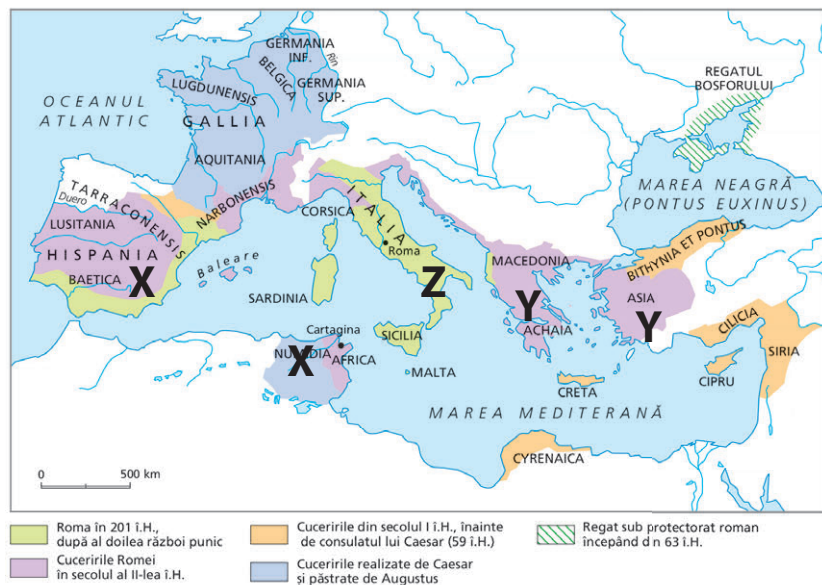 GERMANIA
INF.
Rin
BELGICA
GERMANIA
SUP.
LUGDUNENSIS
OCEANUL
ATLANTIC
GALLIA
AQUITANIA
REGATUL
BOSFORULUI
TARRACONENSIS
Duero
NARBONENSIS
LUSITANIA
HISPANIA
BAETICA
X
Baleare
CORSICA
ITALIA
Roma
SARDINIA
Z
MAREA NEAGRĂ
(PONTUS EUXINUS)
MACEDONIA
BITHYNIA ET PONTUS
Y
ASIA
Y
ACHAIA
CILICIA
SIRIA
Cartagina
SICILIA
X
AFRICA
MALTA
CIPRU
CRETA
MAREA MEDITERANĂ
CYRENAICA
0 500 km
Roma în 201 î.H.,
după al doilea război punic
Cuceririle Romei
în secolul al II-lea î.H.
Cuceririle din secolul I î.H., înainte
de consulatul lui Caesar (59 î.H.)
Cuceririle realizate de Caesar
și păstrate de Augustus
Regat sub protectorat roman
începând d n 63 î.H.